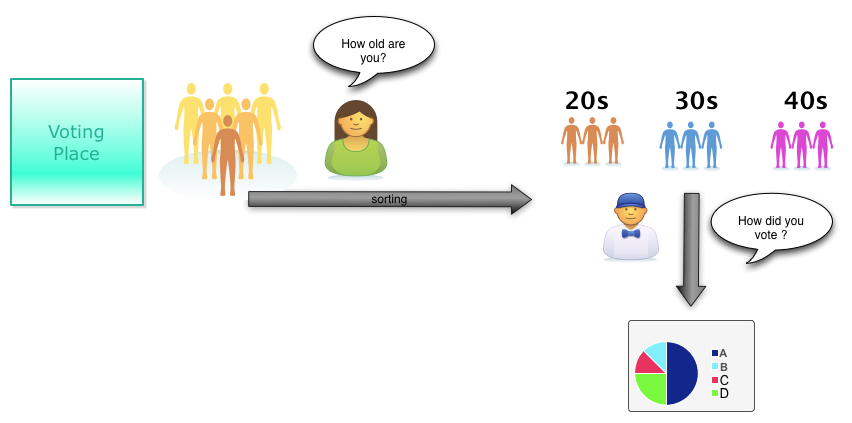 How old are
you?
Voting
Place
sorting
20s
30s
40s
How did you
vote ?
A
B
C
D